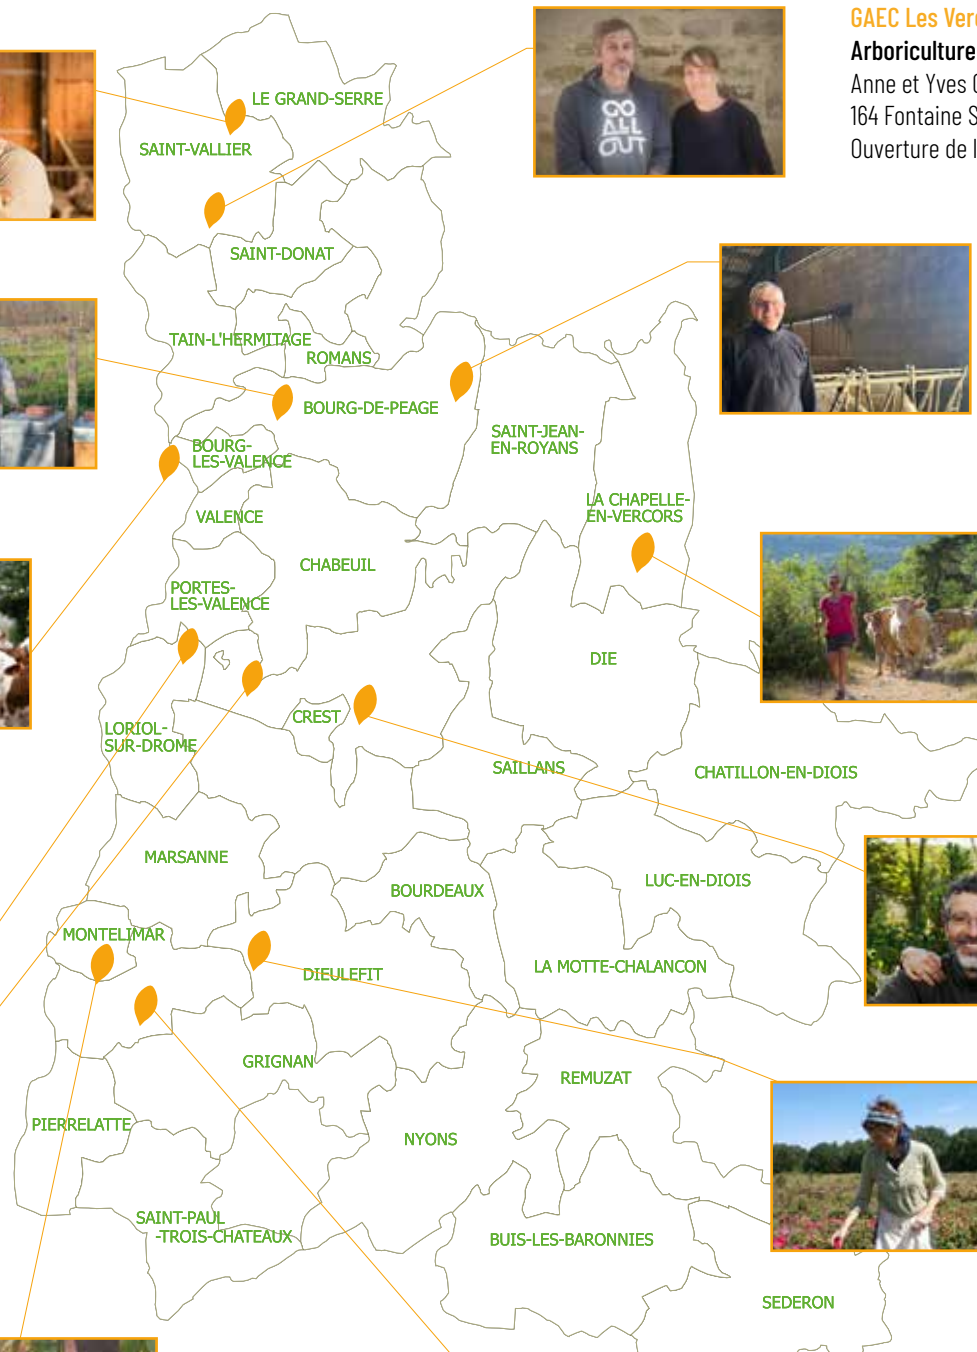 GAEC Les
Arboriculture
Anne et Yves
164 Fontaine
Ouverture de
GO
ALL
OUT
LE GRAND-SERRE
SAINT-VALLIER
SAINT-DONAT
TAIN-L'HERMITAGE
ROMANS
BOURG-DE-PEAGE
BOURG-
LES-VALENCE
SAINT-JEAN-
EN-ROYANS
LA CHAPELLE-
EN-VERCORS
VALENCE
CHABEUIL
PORTES-
LES-VALENCE
DIE
CREST
LORIOL-
SUR-DROME
SAILLANS
CHATILLON-EN-DIOIS
MARSANNE
BOURDEAUX
LUC-EN-DIOIS
MONTELIMAR
DIEULEFIT
LA MOTTE-CHALANCON
GRIGNAN
REMUZAT
PIERRELATTE
NYONS
SAINT-PAUL
-TROIS-CHATEAUX
BUIS-LES-BARONNIES
SEDERON